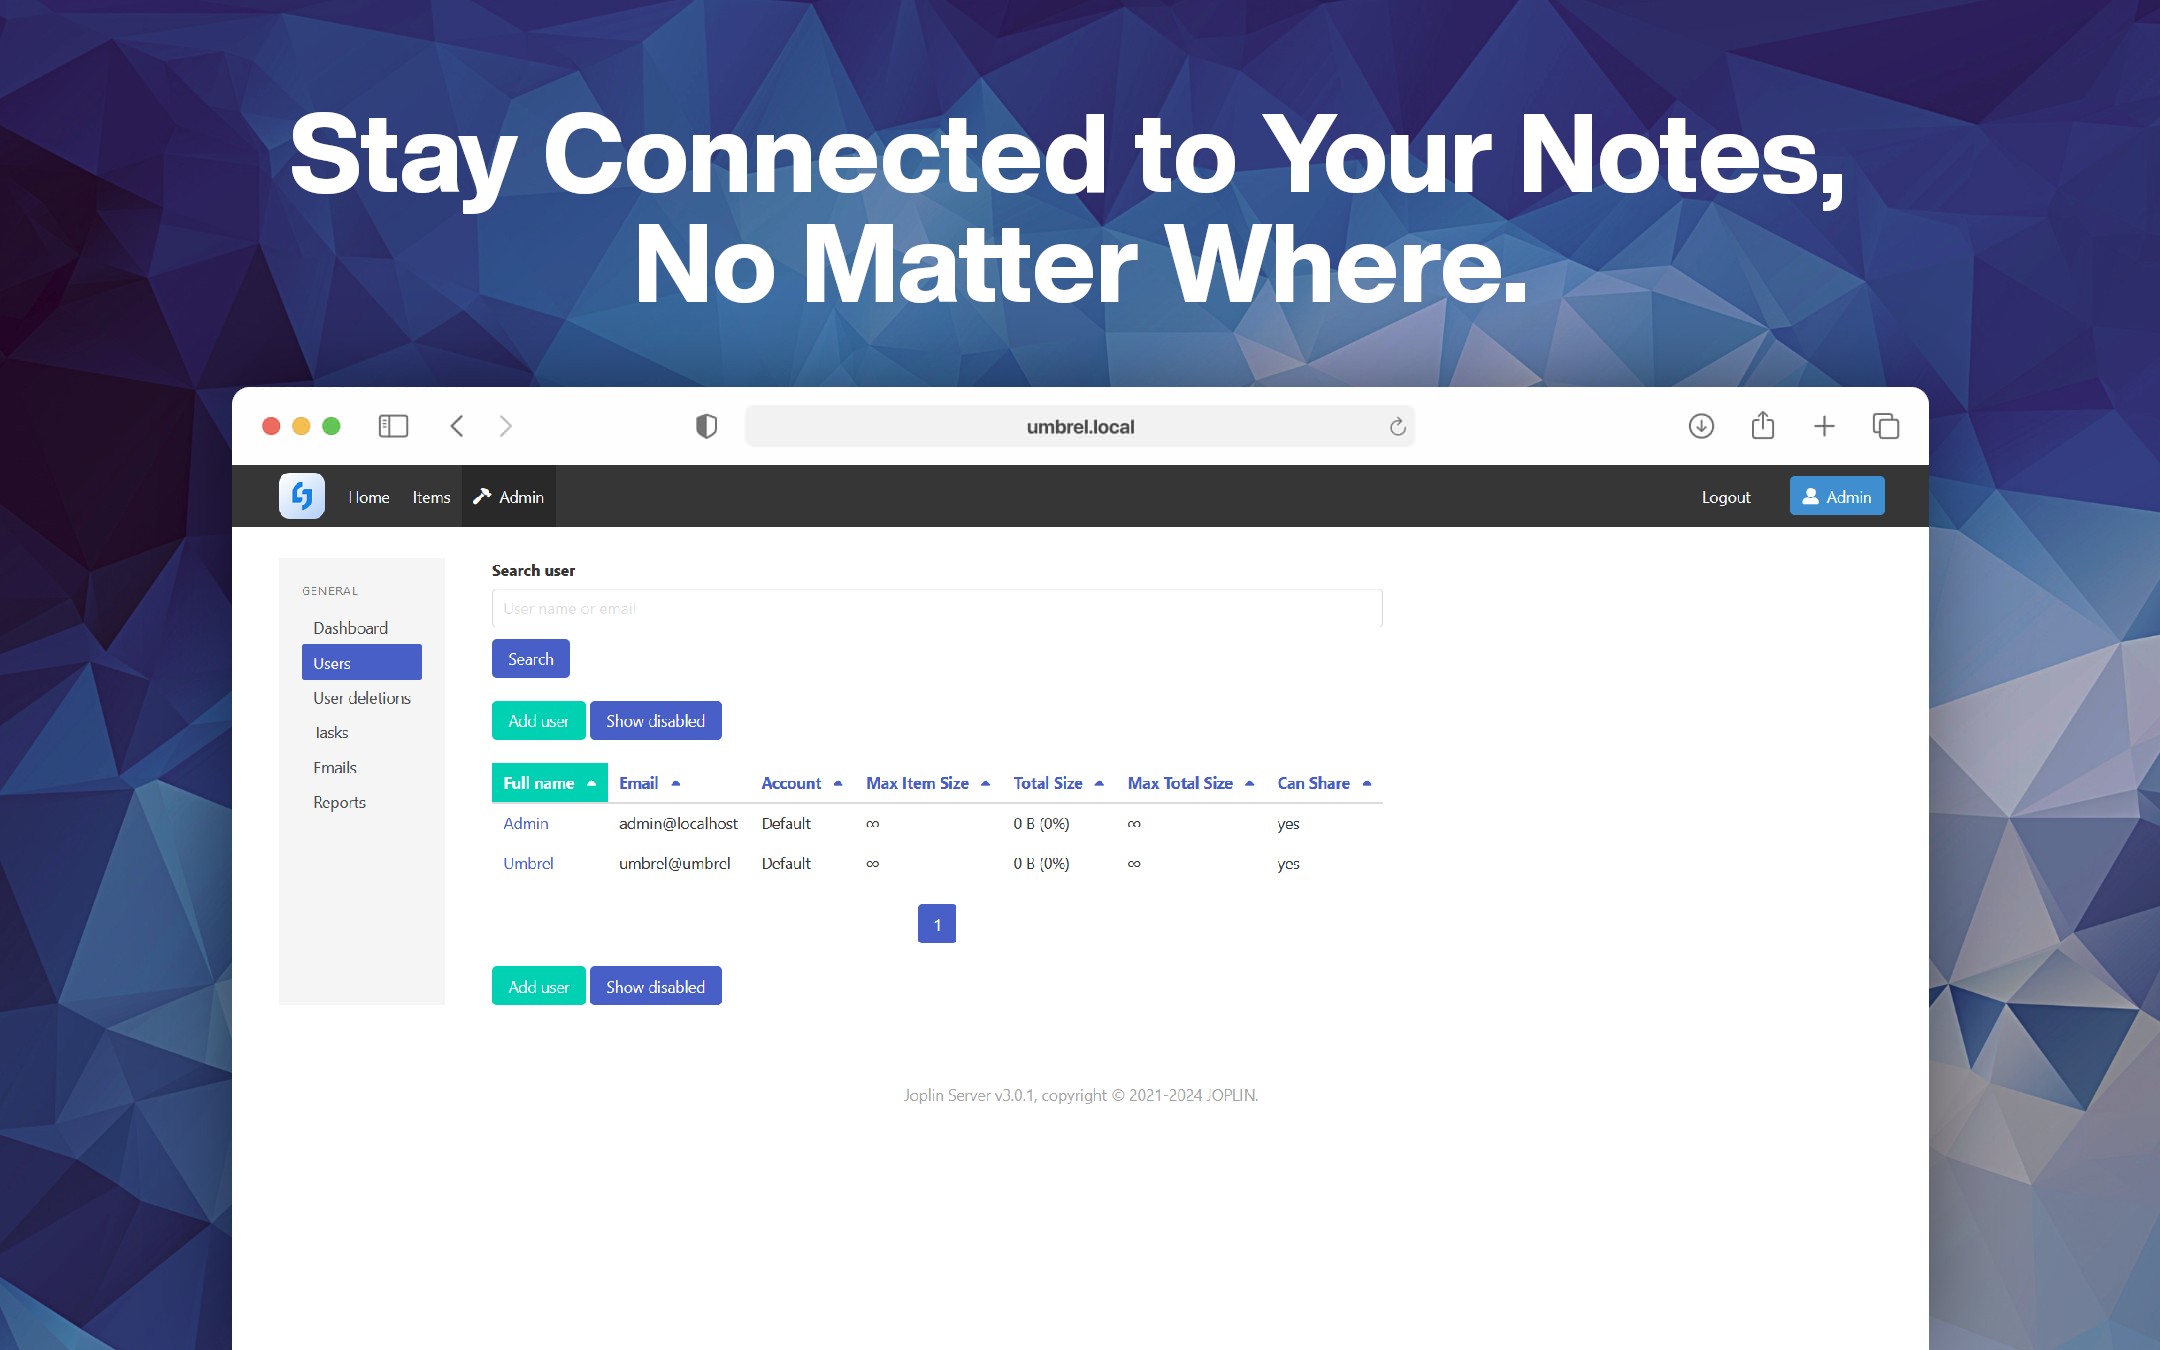 Stay Connected to Your Notes,
No Matter Where.
umbrel.local
Home Items Admin Logout Admin
GENERAL
Dashboard
Users
User deletions
Tasks
Emails
Reports
Search user
User name or email
Search
Add user Show disabled
Full name Email Account Max Item Size Total Size Max Total Size Can Share
Admin admin@localhost Default ∞ 0 B (0%) ∞ yes
Umbrel umbrel@umbrel Default ∞ 0 B (0%) ∞ yes
1
Add user Show disabled
Joplin Server v3.0.1, copyright © 2021-2024 JOPLIN.